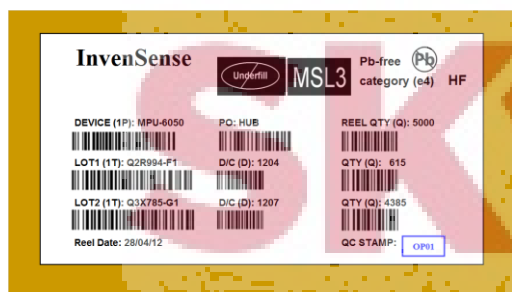 InvenSense
Underfill
MSL3
Pb-free
category (e4)
Pb
HF
DEVICE (1P): MPU-6050
PO: HUB
REEL QTY (Q): 5000
LOT1 (1T): Q2R994-F1
D/C (D): 1204
QTY (Q): 615
LOT2 (1T): Q3X785-G1
D/C (D): 1207
QTY (Q): 4385
Reel Date: 28/04/12
QC STAMP:
OP01
SK